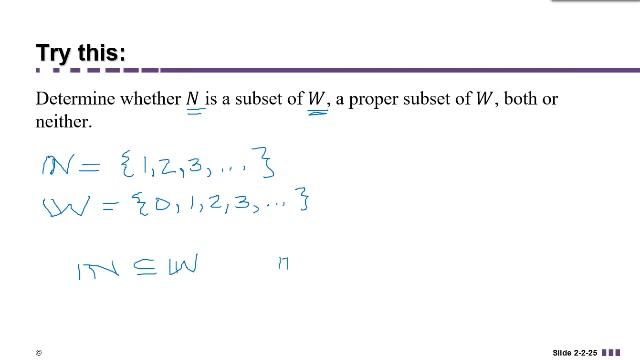 Try this:
Determine whether N is a subset of W, a proper subset of W, both or
neither.
ℕ = {1, 2, 3, ...}
𝕎 = {0, 1, 2, 3, ...}
ℕ ⊆ 𝕎
© Slide 2-2-25